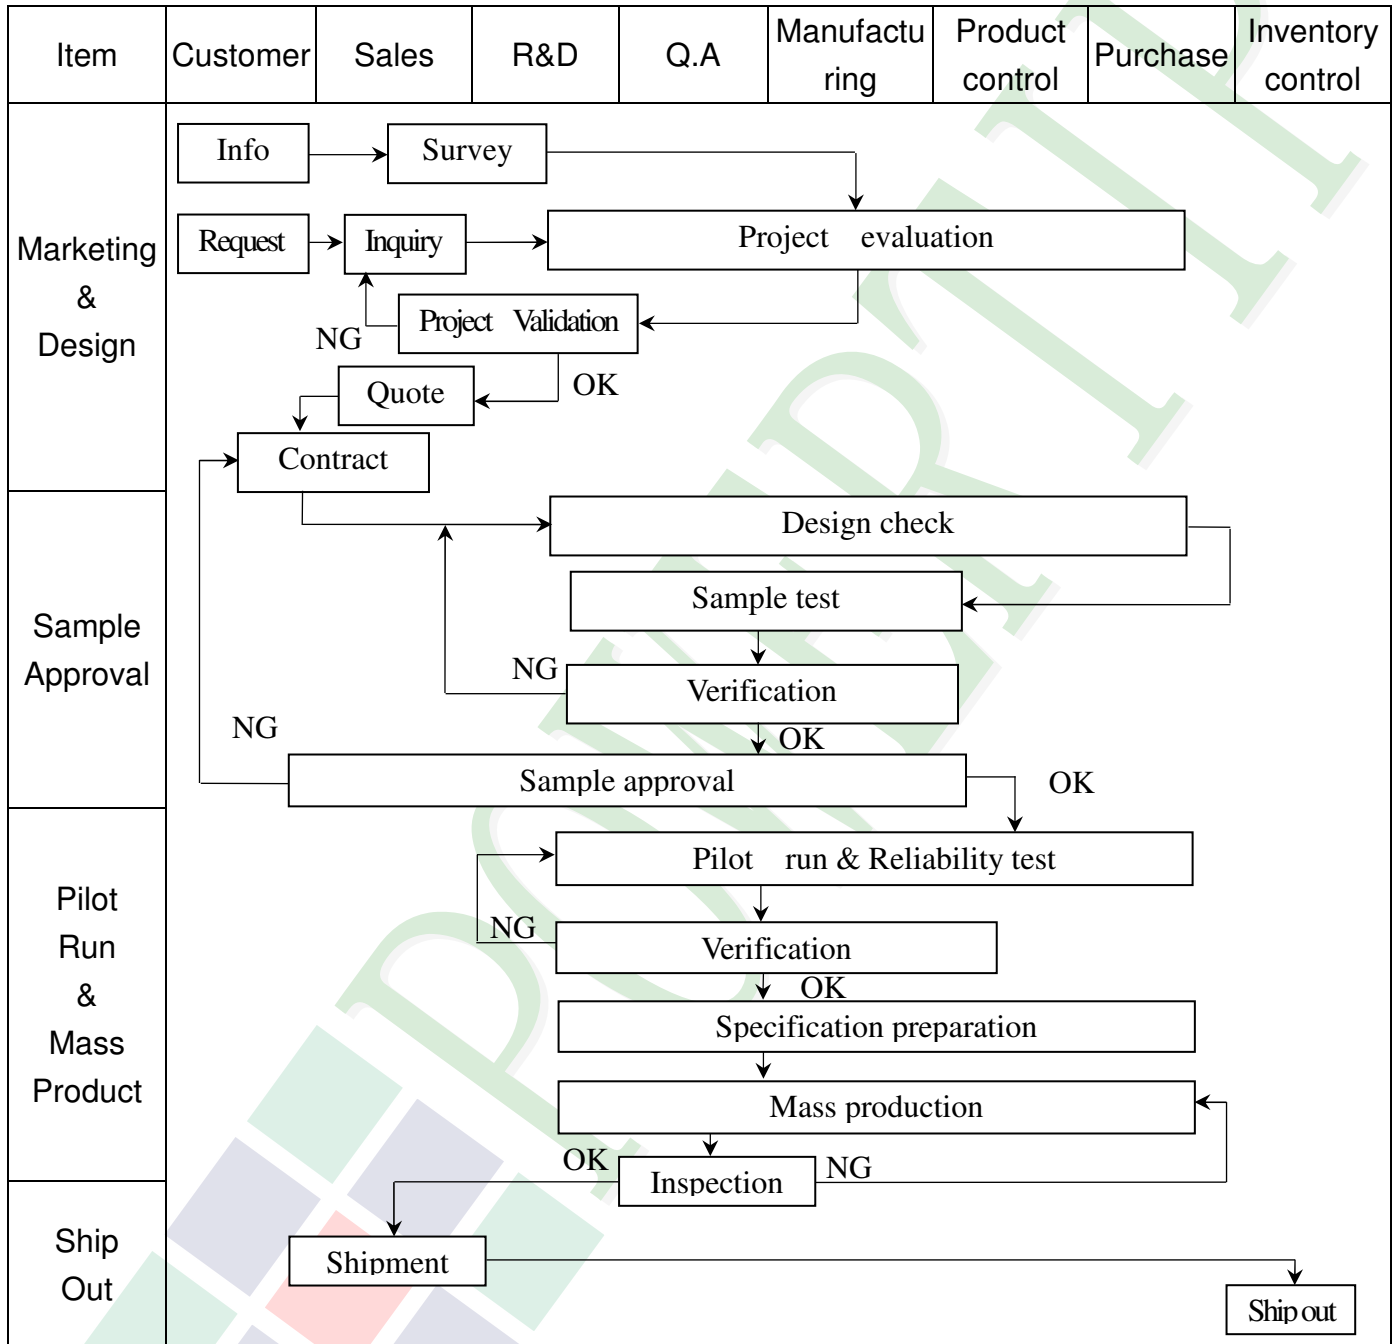 Item
Customer
Sales
R&D
Q.A
Manufactu
ring
Product
control
Purchase
Inventory
control
Marketing
&
Design
Info
Survey
Request
Inquiry
Project evaluation
NG
Project Validation
OK
Quote
Contract
Sample
Approval
Design check
Sample test
NG
Verification
NG
OK
Sample approval
OK
Pilot
Run
&
Mass
Product
Pilot run & Reliability test
NG
Verification
OK
Specification preparation
Mass production
OK
Inspection
NG
Ship
Out
Shipment
Ship out
POWERTIP